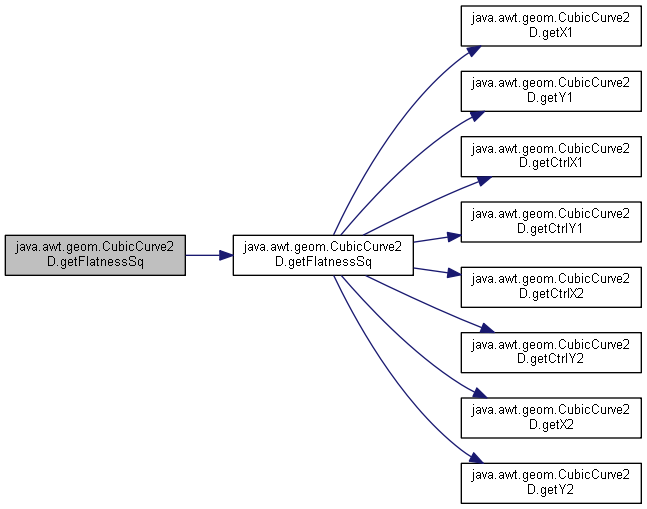 java.awt.geom.CubicCurve2
D.getFlatnessSq
java.awt.geom.CubicCurve2
D.getFlatnessSq
java.awt.geom.CubicCurve2
D.getX1
java.awt.geom.CubicCurve2
D.getY1
java.awt.geom.CubicCurve2
D.getCtrlX1
java.awt.geom.CubicCurve2
D.getCtrlY1
java.awt.geom.CubicCurve2
D.getCtrlX2
java.awt.geom.CubicCurve2
D.getCtrlY2
java.awt.geom.CubicCurve2
D.getX2
java.awt.geom.CubicCurve2
D.getY2